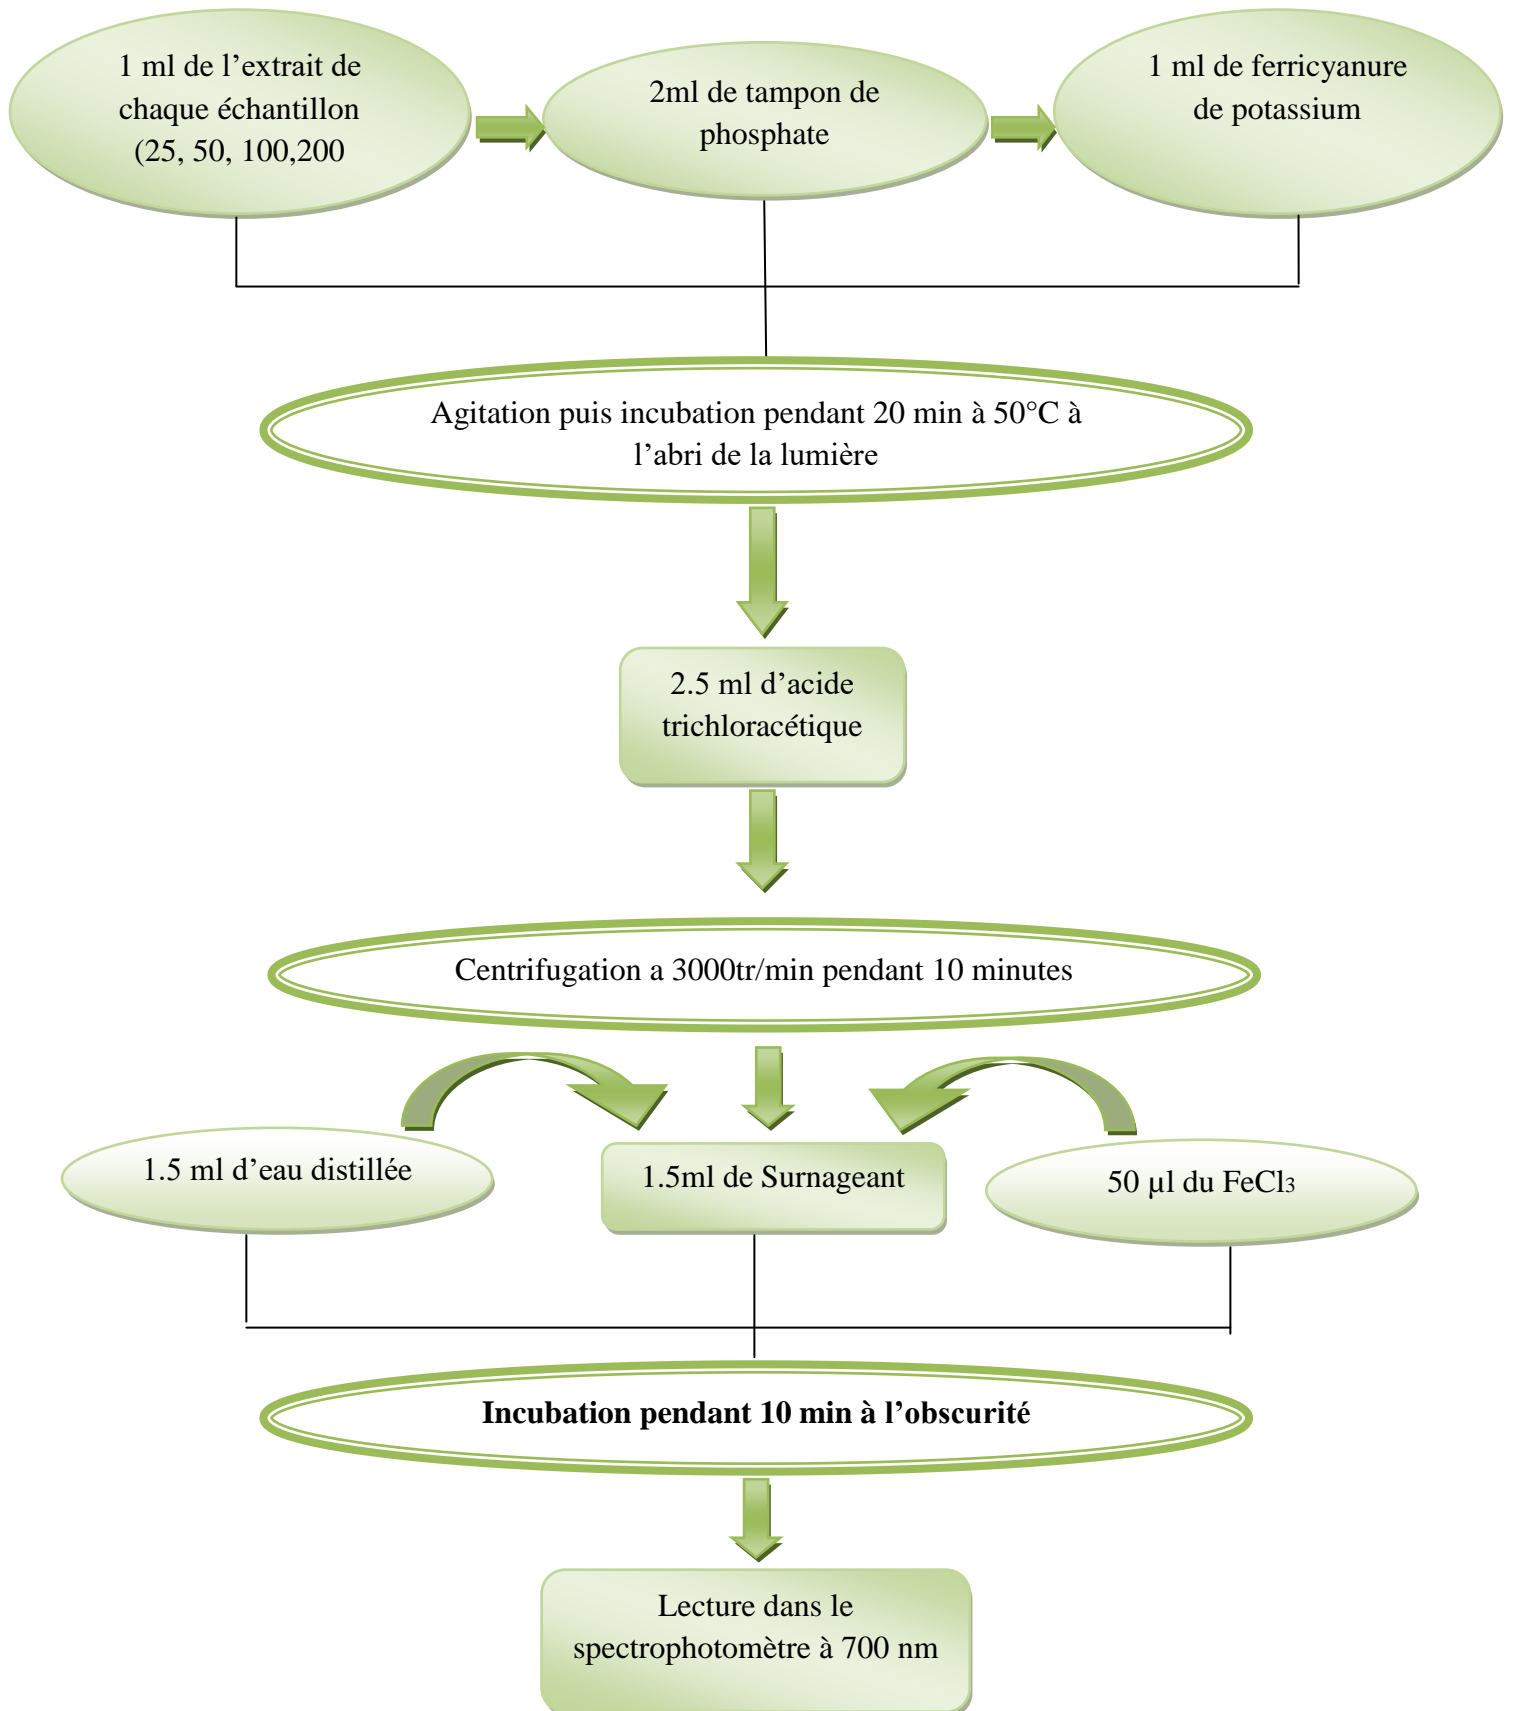 1 ml de l’extrait de
chaque échantillon
(25, 50, 100,200
2ml de tampon de
phosphate
1 ml de ferricyanure
de potassium
Agitation puis incubation pendant 20 min à 50°C à
l’abri de la lumière
2.5 ml d’acide
trichloracétique
Centrifugation a 3000tr/min pendant 10 minutes
1.5 ml d’eau distillée
1.5ml de Surnageant
50 µl du FeCl₃
Incubation pendant 10 min à l’obscurité
Lecture dans le
spectrophotomètre à 700 nm